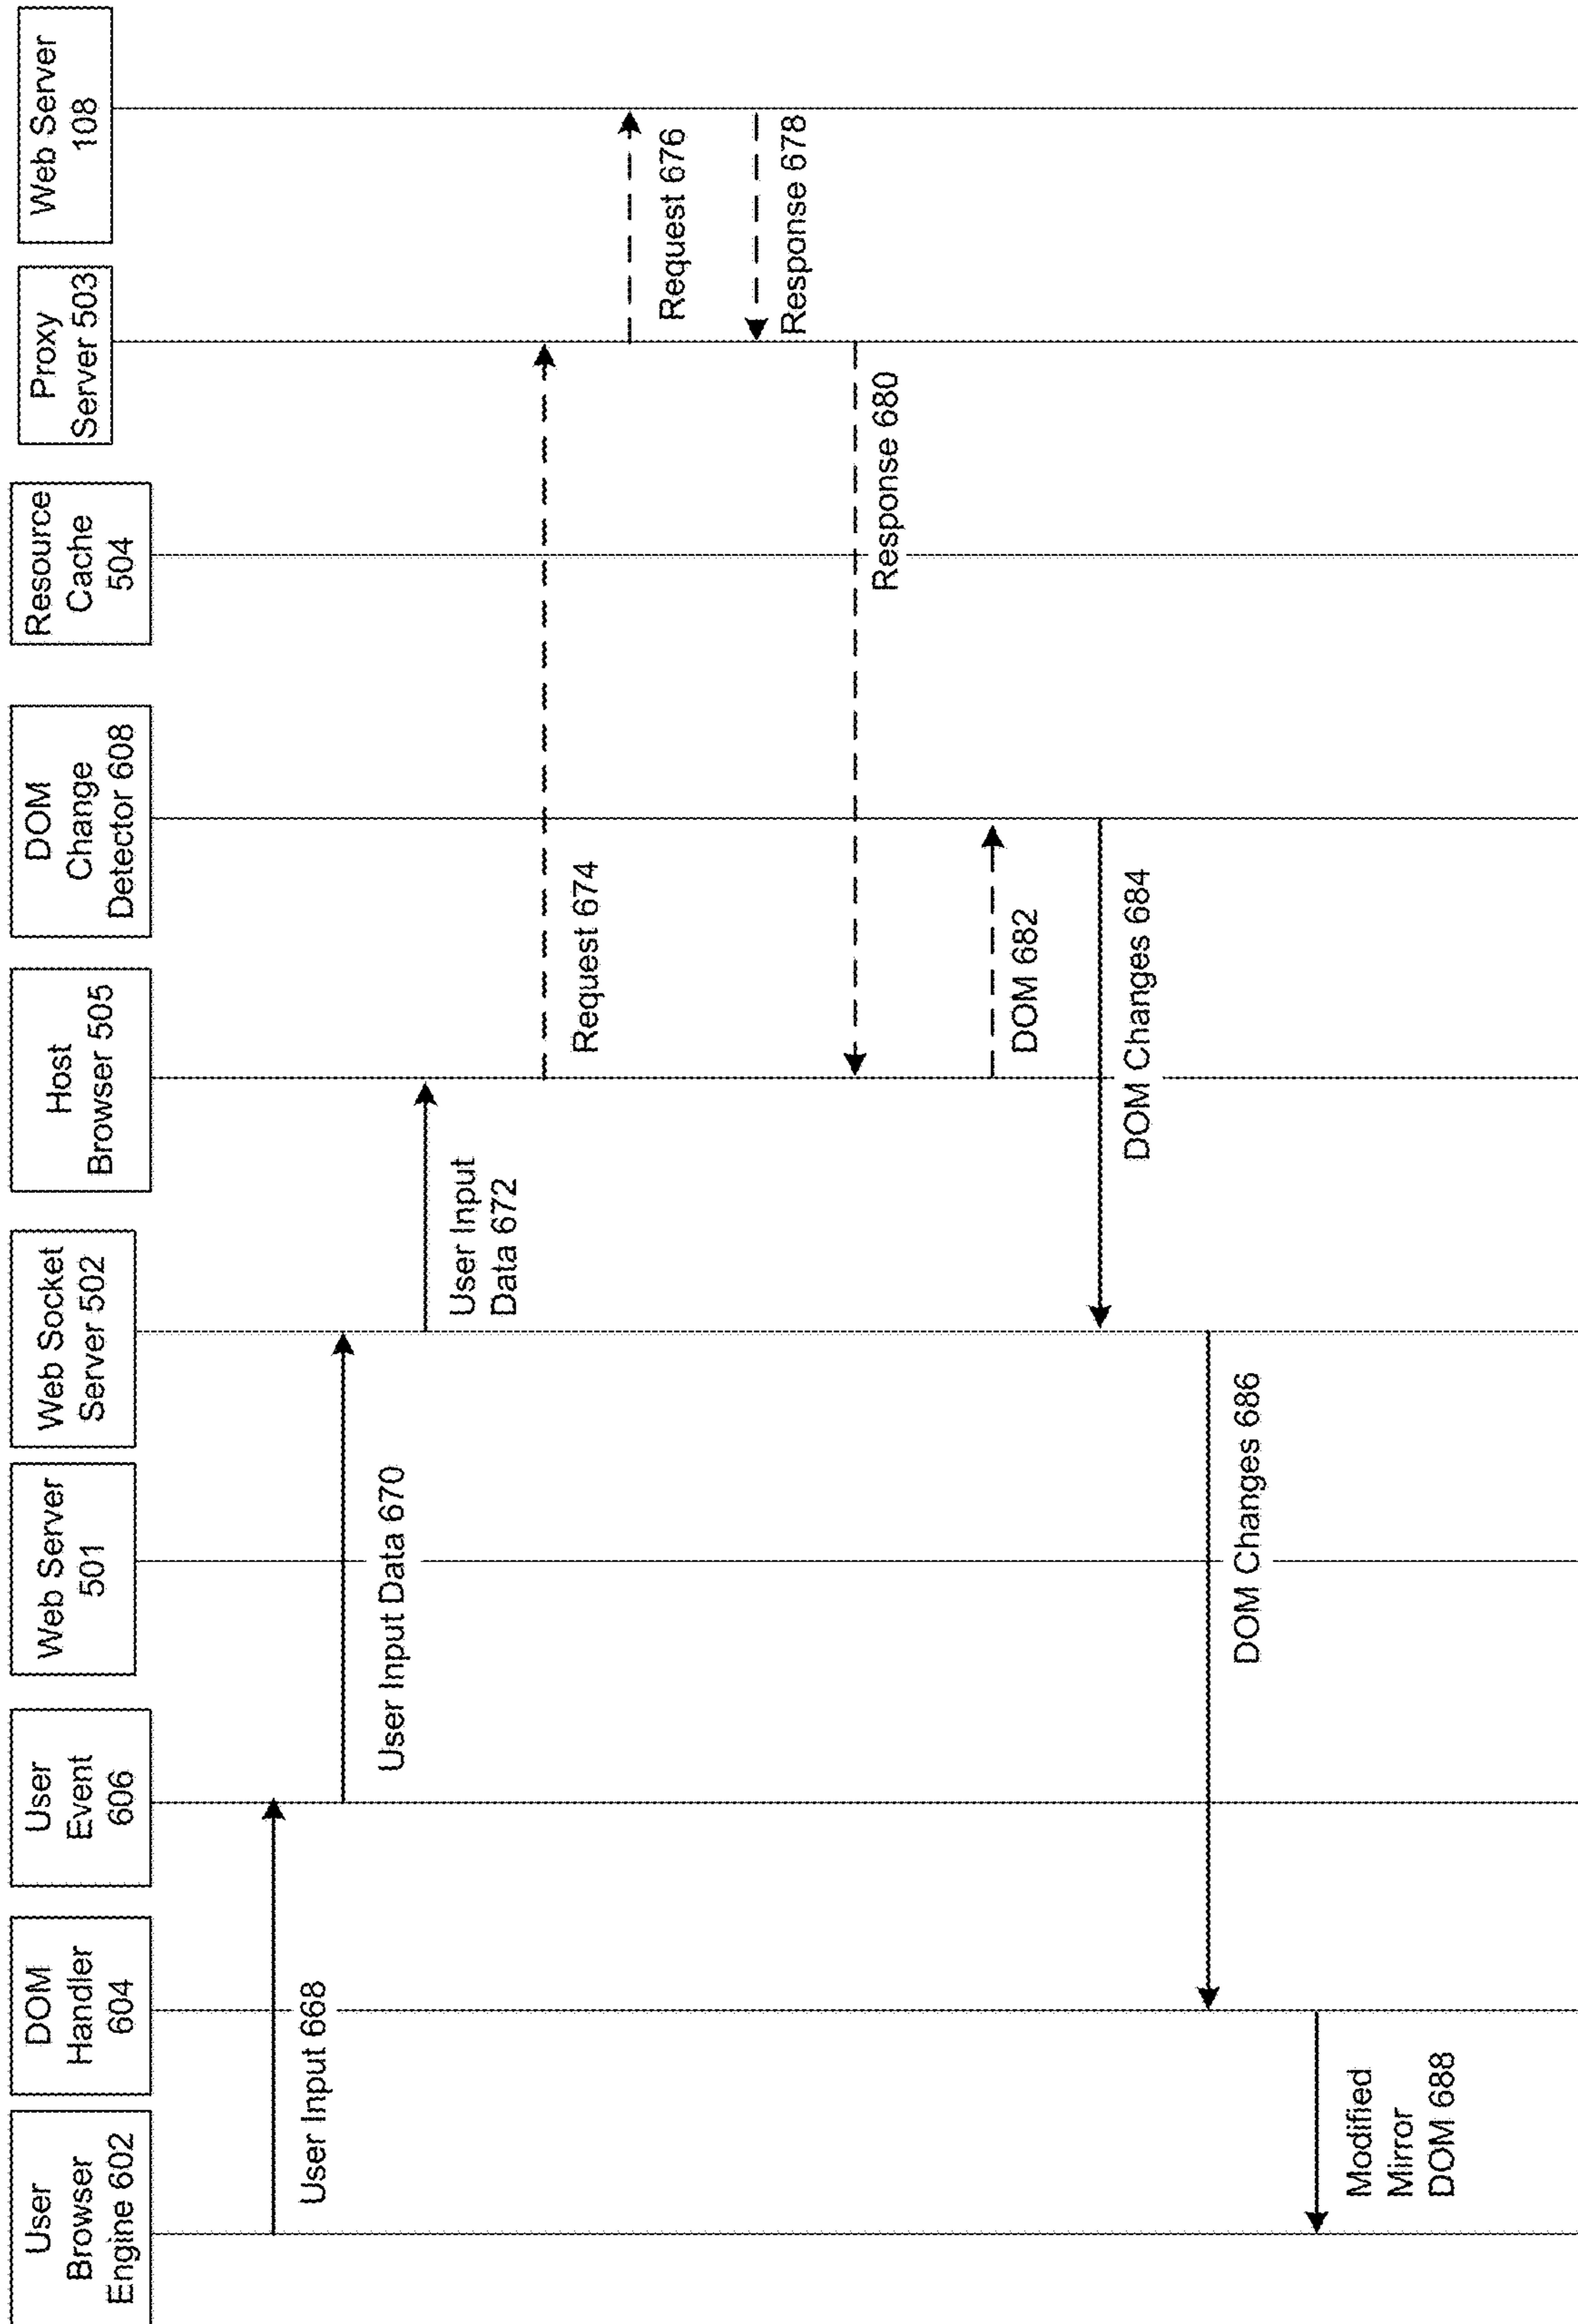 User
Browser
Engine 602
DOM
Handler
604
User
Event
606
Web Server
501
Web Socket
Server 502
Host
Browser 505
DOM
Change
Detector 608
Resource
Cache
504
Proxy
Server 503
Web Server
108
User Input 668
User Input Data 670
User Input
Data 672
Request 674
Request 676
Response 678
Response 680
DOM 682
DOM Changes 684
DOM Changes 686
Modified
Mirror
DOM 688